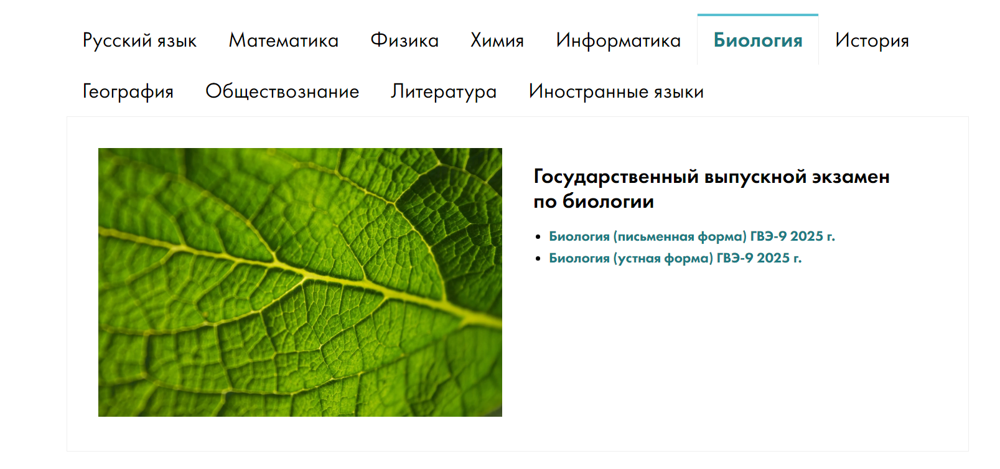 Русский язык Математика Физика Химия Информатика Биология История
География Обществознание Литература Иностранные языки
Государственный выпускной экзамен
по биологии
• Биология (письменная форма) ГВЭ-9 2025 г.
• Биология (устная форма) ГВЭ-9 2025 г.